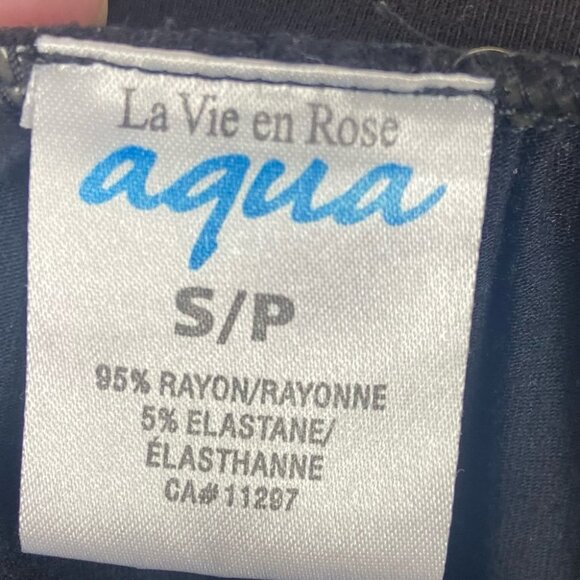 La Vie en Rose
aqua
S/P
95% RAYON/RAYONNE
5% ELASTANE/
ÉLASTHANNE
CA# 11297